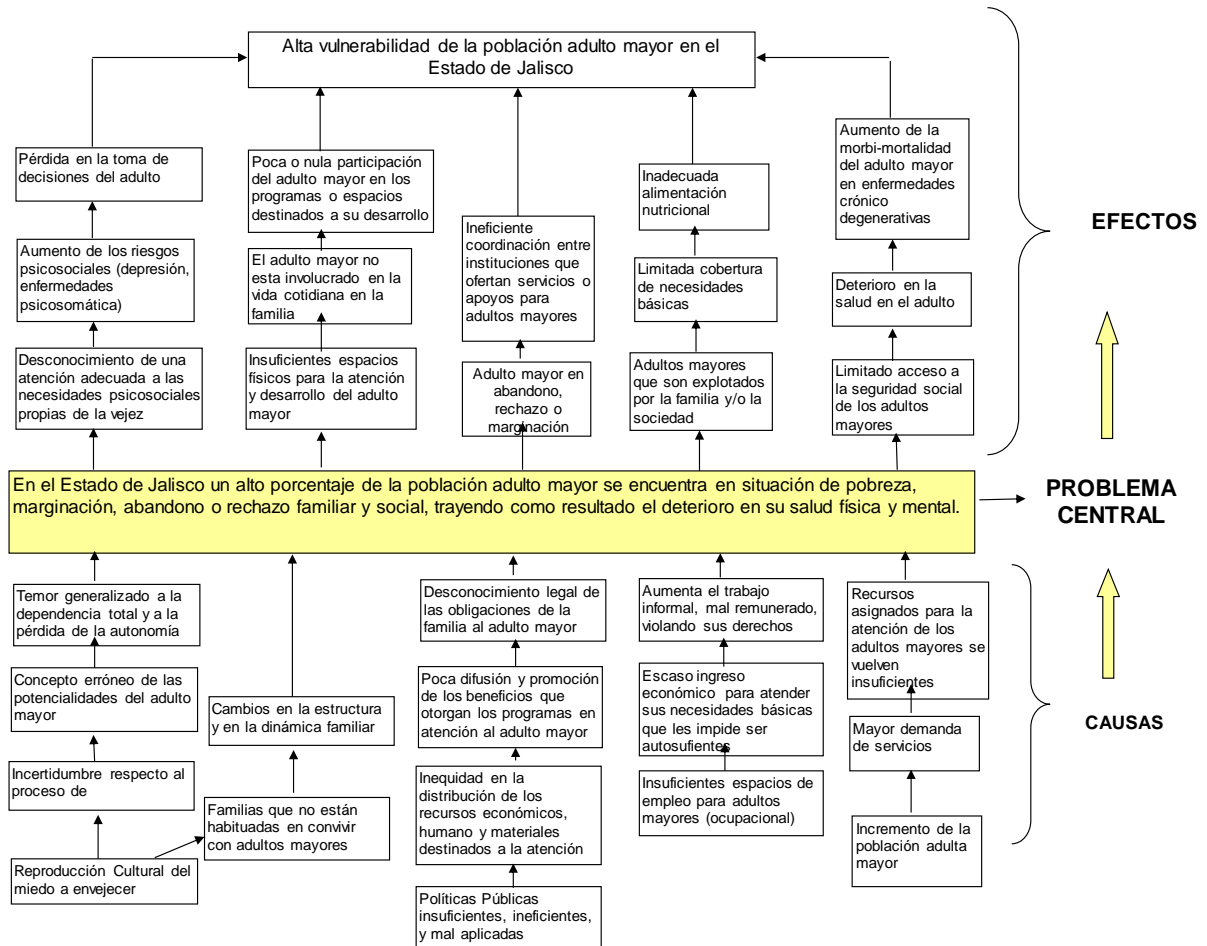 Alta vulnerabilidad de la población adulto mayor en el
Estado de Jalisco
Pérdida en la toma de
decisiones del adulto
Poca o nula participación
del adulto mayor en los
programas o espacios
destinados a su desarrollo
Ineficiente
coordinación entre
instituciones que
ofertan servicios o
apoyos para
adultos mayores
Inadecuada
alimentación
nutricional
Aumento de la
morbi-mortalidad
del adulto mayor
en enfermedades
crónico
degenerativas
EFECTOS
Aumento de los riesgos
psicosociales (depresión,
enfermedades
psicosomática)
El adulto mayor no
esta involucrado en la
vida cotidiana en la
familia
Limitada cobertura
de necesidades
básicas
Deterioro en la
salud en el adulto
Desconocimiento de una
atención adecuada a las
necesidades psicosociales
propias de la vejez
Insuficientes espacios
físicos para la atención
y desarrollo del adulto
mayor
Adulto mayor en
abandono,
rechazo o
marginación
Adultos mayores
que son explotados
por la familia y/o la
sociedad
Limitado acceso a
la seguridad social
de los adultos
mayores
En el Estado de Jalisco un alto porcentaje de la población adulto mayor se encuentra en situación de pobreza,
marginación, abandono o rechazo familiar y social, trayendo como resultado el deterioro en su salud física y mental.
PROBLEMA
CENTRAL
Temor generalizado a la
dependencia total y a la
pérdida de la autonomía
Desconocimiento legal de
las obligaciones de la
familia al adulto mayor
Aumenta el trabajo
informal, mal remunerado,
violando sus derechos
Recursos
asignados para la
atención de los
adultos mayores se
vuelven
insuficientes
Concepto erróneo de las
potencialidades del adulto
mayor
Cambios en la estructura
y en la dinámica familiar
Poca difusión y promoción
de los beneficios que
otorgan los programas en
atención al adulto mayor
Escaso ingreso
económico para atender
sus necesidades básicas
que les impide ser
autosufientes
Mayor demanda
de servicios
CAUSAS
Incertidumbre respecto al
proceso de
Familias que no están
habituadas en convivir
con adultos mayores
Inequidad en la
distribución de los
recursos económicos,
humano y materiales
destinados a la atención
Insuficientes espacios de
empleo para adultos
mayores (ocupacional)
Incremento de la
población adulta
mayor
Reproducción Cultural del
miedo a envejecer
Políticas Públicas
insuficientes, ineficientes,
y mal aplicadas